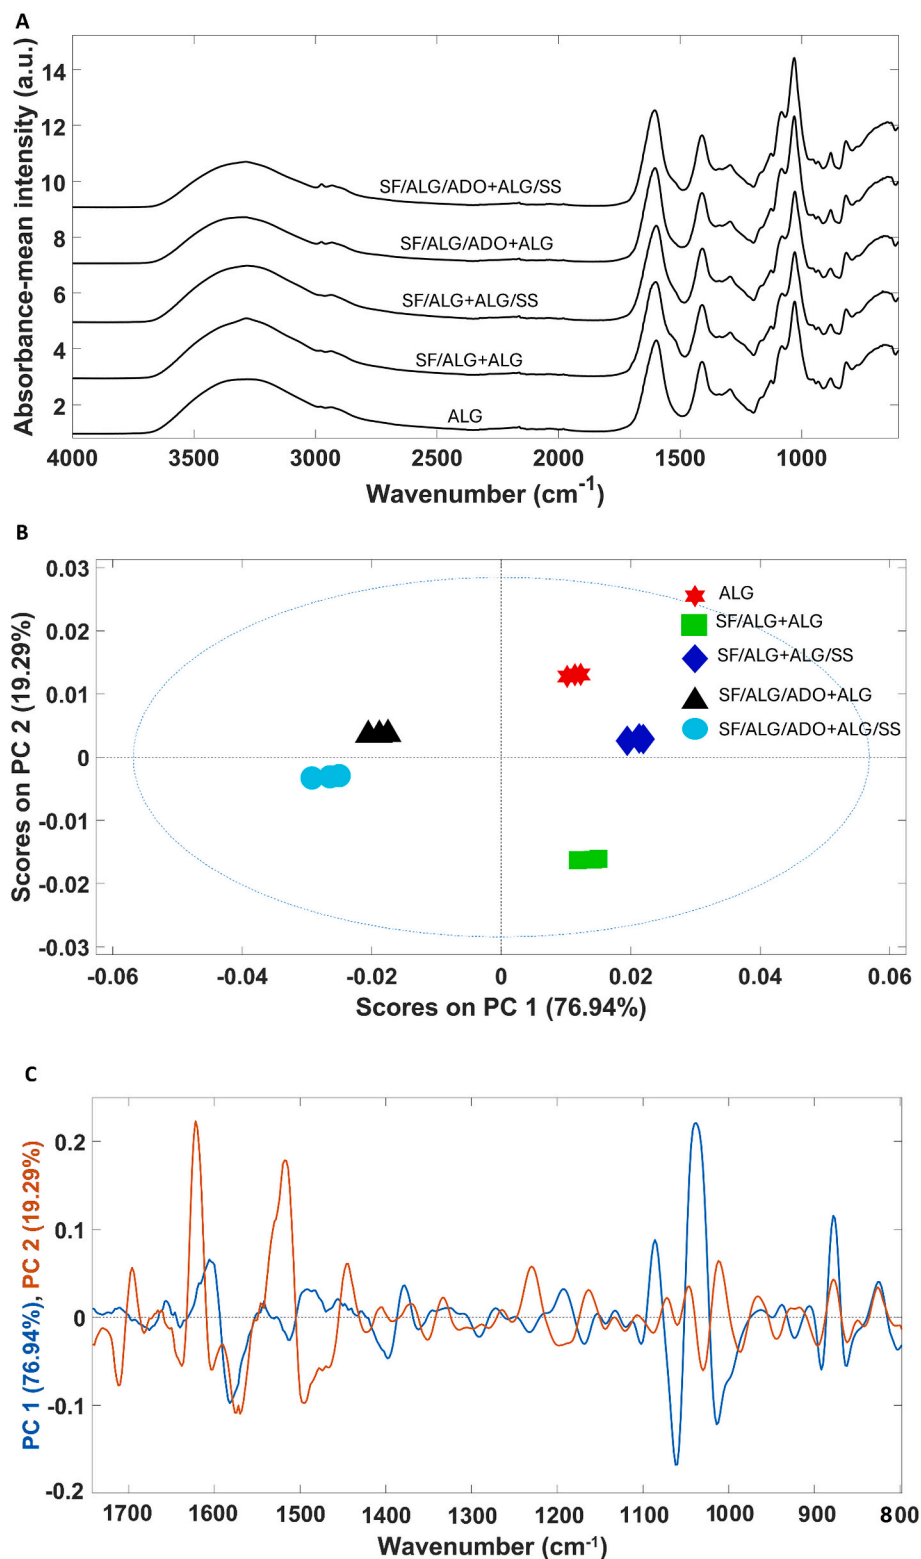 A
Absorbance-mean intensity (a.u.)
14
12
10
8
6
4
2
SF/ALG/ADO+ALG/SS
SF/ALG/ADO+ALG
SF/ALG+ALG/SS
SF/ALG+ALG
ALG
4000 3500 3000 2500 2000 1500 1000
Wavenumber (cm-1)
B
Scores on PC 2 (19.29%)
0.03
0.02
0.01
0
-0.01
-0.02
-0.03
ALG
SF/ALG+ALG
SF/ALG+ALG/SS
SF/ALG/ADO+ALG
SF/ALG/ADO+ALG/SS
-0.06 -0.04 -0.02 0 0.02 0.04 0.06
Scores on PC 1 (76.94%)
C
PC 1 (76.94%), PC 2 (19.29%)
0.2
0.1
0
-0.1
-0.2
1700 1600 1500 1400 1300 1200 1100 1000 900 800
Wavenumber (cm-1)